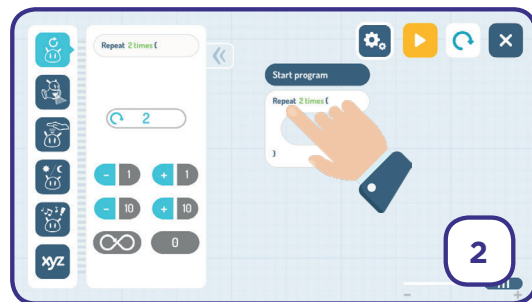 Repeat 2 times {
2
- 1 + 1
- 10 + 10
∞ 0
xyz
Start program
Repeat 2 times {
}
2
- +